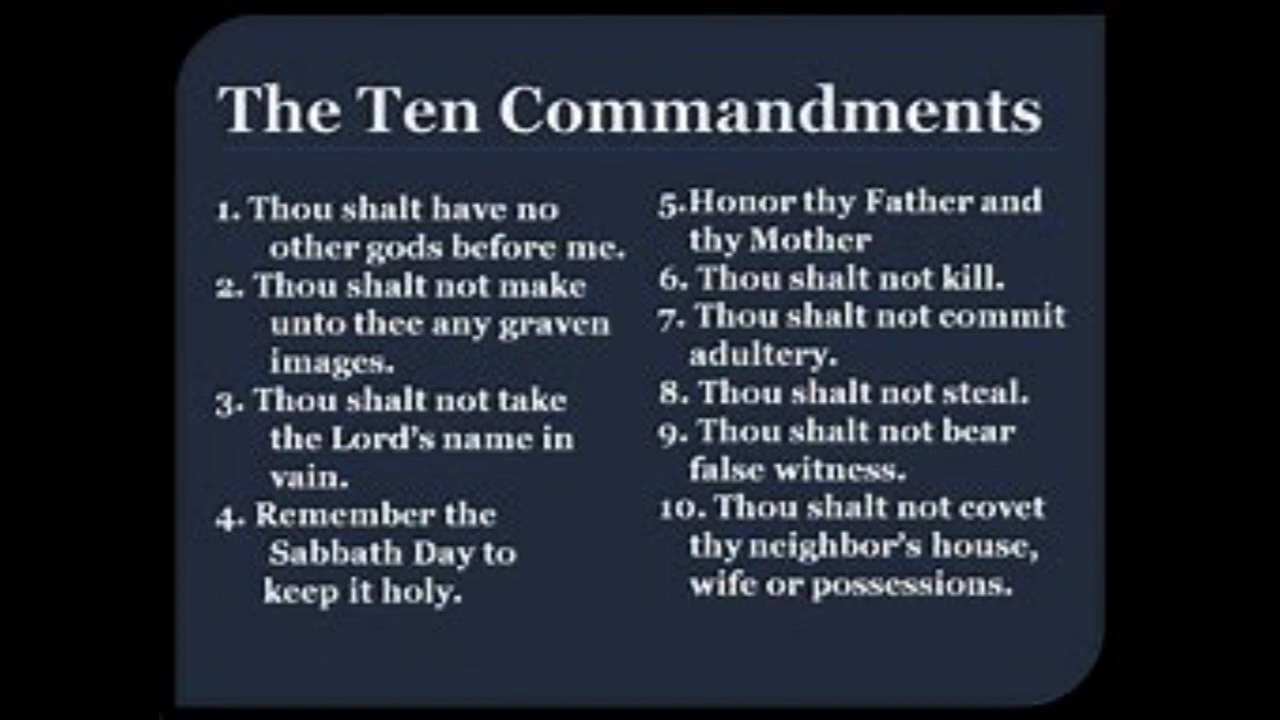 The Ten Commandments
1. Thou shalt have no
other gods before me.
2. Thou shalt not make
unto thee any graven
images.
3. Thou shalt not take
the Lord's name in
vain.
4. Remember the
Sabbath Day to
keep it holy.
5.Honor thy Father and
thy Mother
6. Thou shalt not kill.
7. Thou shalt not commit
adultery.
8. Thou shalt not steal.
9. Thou shalt not bear
false witness.
10. Thou shalt not covet
thy neighbor's house,
wife or possessions.